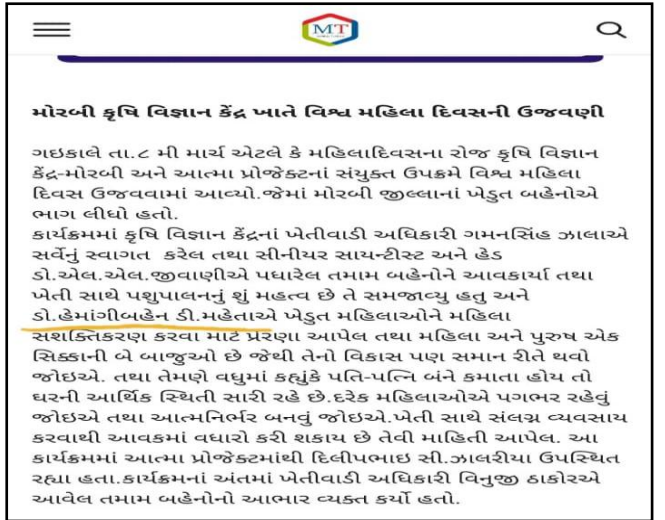 MT
મોરબી કૃષિ વિજ્ઞાન કેંદ્ર ખાતે વિશ્વ મહિલા દિવસની ઉજવણી
ગઇકાલે તા.૮ મી માર્ચ એટલે કે મહિલાદિવસના રોજ કૃષિ વિજ્ઞાન
કેંદ્ર-મોરબી અને આત્મા પ્રોજેક્ટનાં સંયુક્ત ઉપક્રમે વિશ્વ મહિલા
દિવસ ઉજવવામાં આવ્યો.જેમાં મોરબી જીલ્લાનાં ખેડુત બહેનોએ
ભાગ લીધો હતો.
કાર્યક્રમમાં કૃષિ વિજ્ઞાન કેંદ્રનાં ખેતીવાડી અધિકારી ગમનસિંહ ઝાલાએ
સર્વેનું સ્વાગત કરેલ તથા સીનીયર સાયન્ટીસ્ટ અને હેડ
ડો.એલ.એલ.જીવાણીએ પધારેલ તમામ બહેનોને આવકાર્યા તથા
ખેતી સાથે પશુપાલનનું શું મહત્વ છે તે સમજાવ્યુ હતુ અને
ડો.હેમાંગીબહેન ડી.મહેતાએ ખેડુત મહિલાઓને મહિલા
સશક્તિકરણ કરવા માટે પ્રેરણા આપેલ તથા મહિલા અને પુરુષ એક
સિક્કાની બે બાજુઓ છે જેથી તેનો વિકાસ પણ સમાન રીતે થવો
જોઇએ. તથા તેમણે વધુમાં કહ્યુંકે પતિ-પત્નિ બંને કમાતા હોય તો
ઘરની આર્થિક સ્થિતી સારી રહે છે.દરેક મહિલાઓએ પગભર રહેવું
જોઇએ તથા આત્મનિર્ભર બનવું જોઇએ.ખેતી સાથે સંલગ્ન વ્યવસાય
કરવાથી આવકમાં વધારો કરી શકાય છે તેવી માહિતી આપેલ. આ
કાર્યક્રમમાં આત્મા પ્રોજેક્ટમાંથી દિલીપભાઇ સી.ઝાલરીયા ઉપસ્થિત
રહ્યા હતા.કાર્યક્રમનાં અંતમાં ખેતીવાડી અધિકારી વિનુજી ઠાકોરએ
આવેલ તમામ બહેનોનો આભાર વ્યક્ત કર્યો હતો.